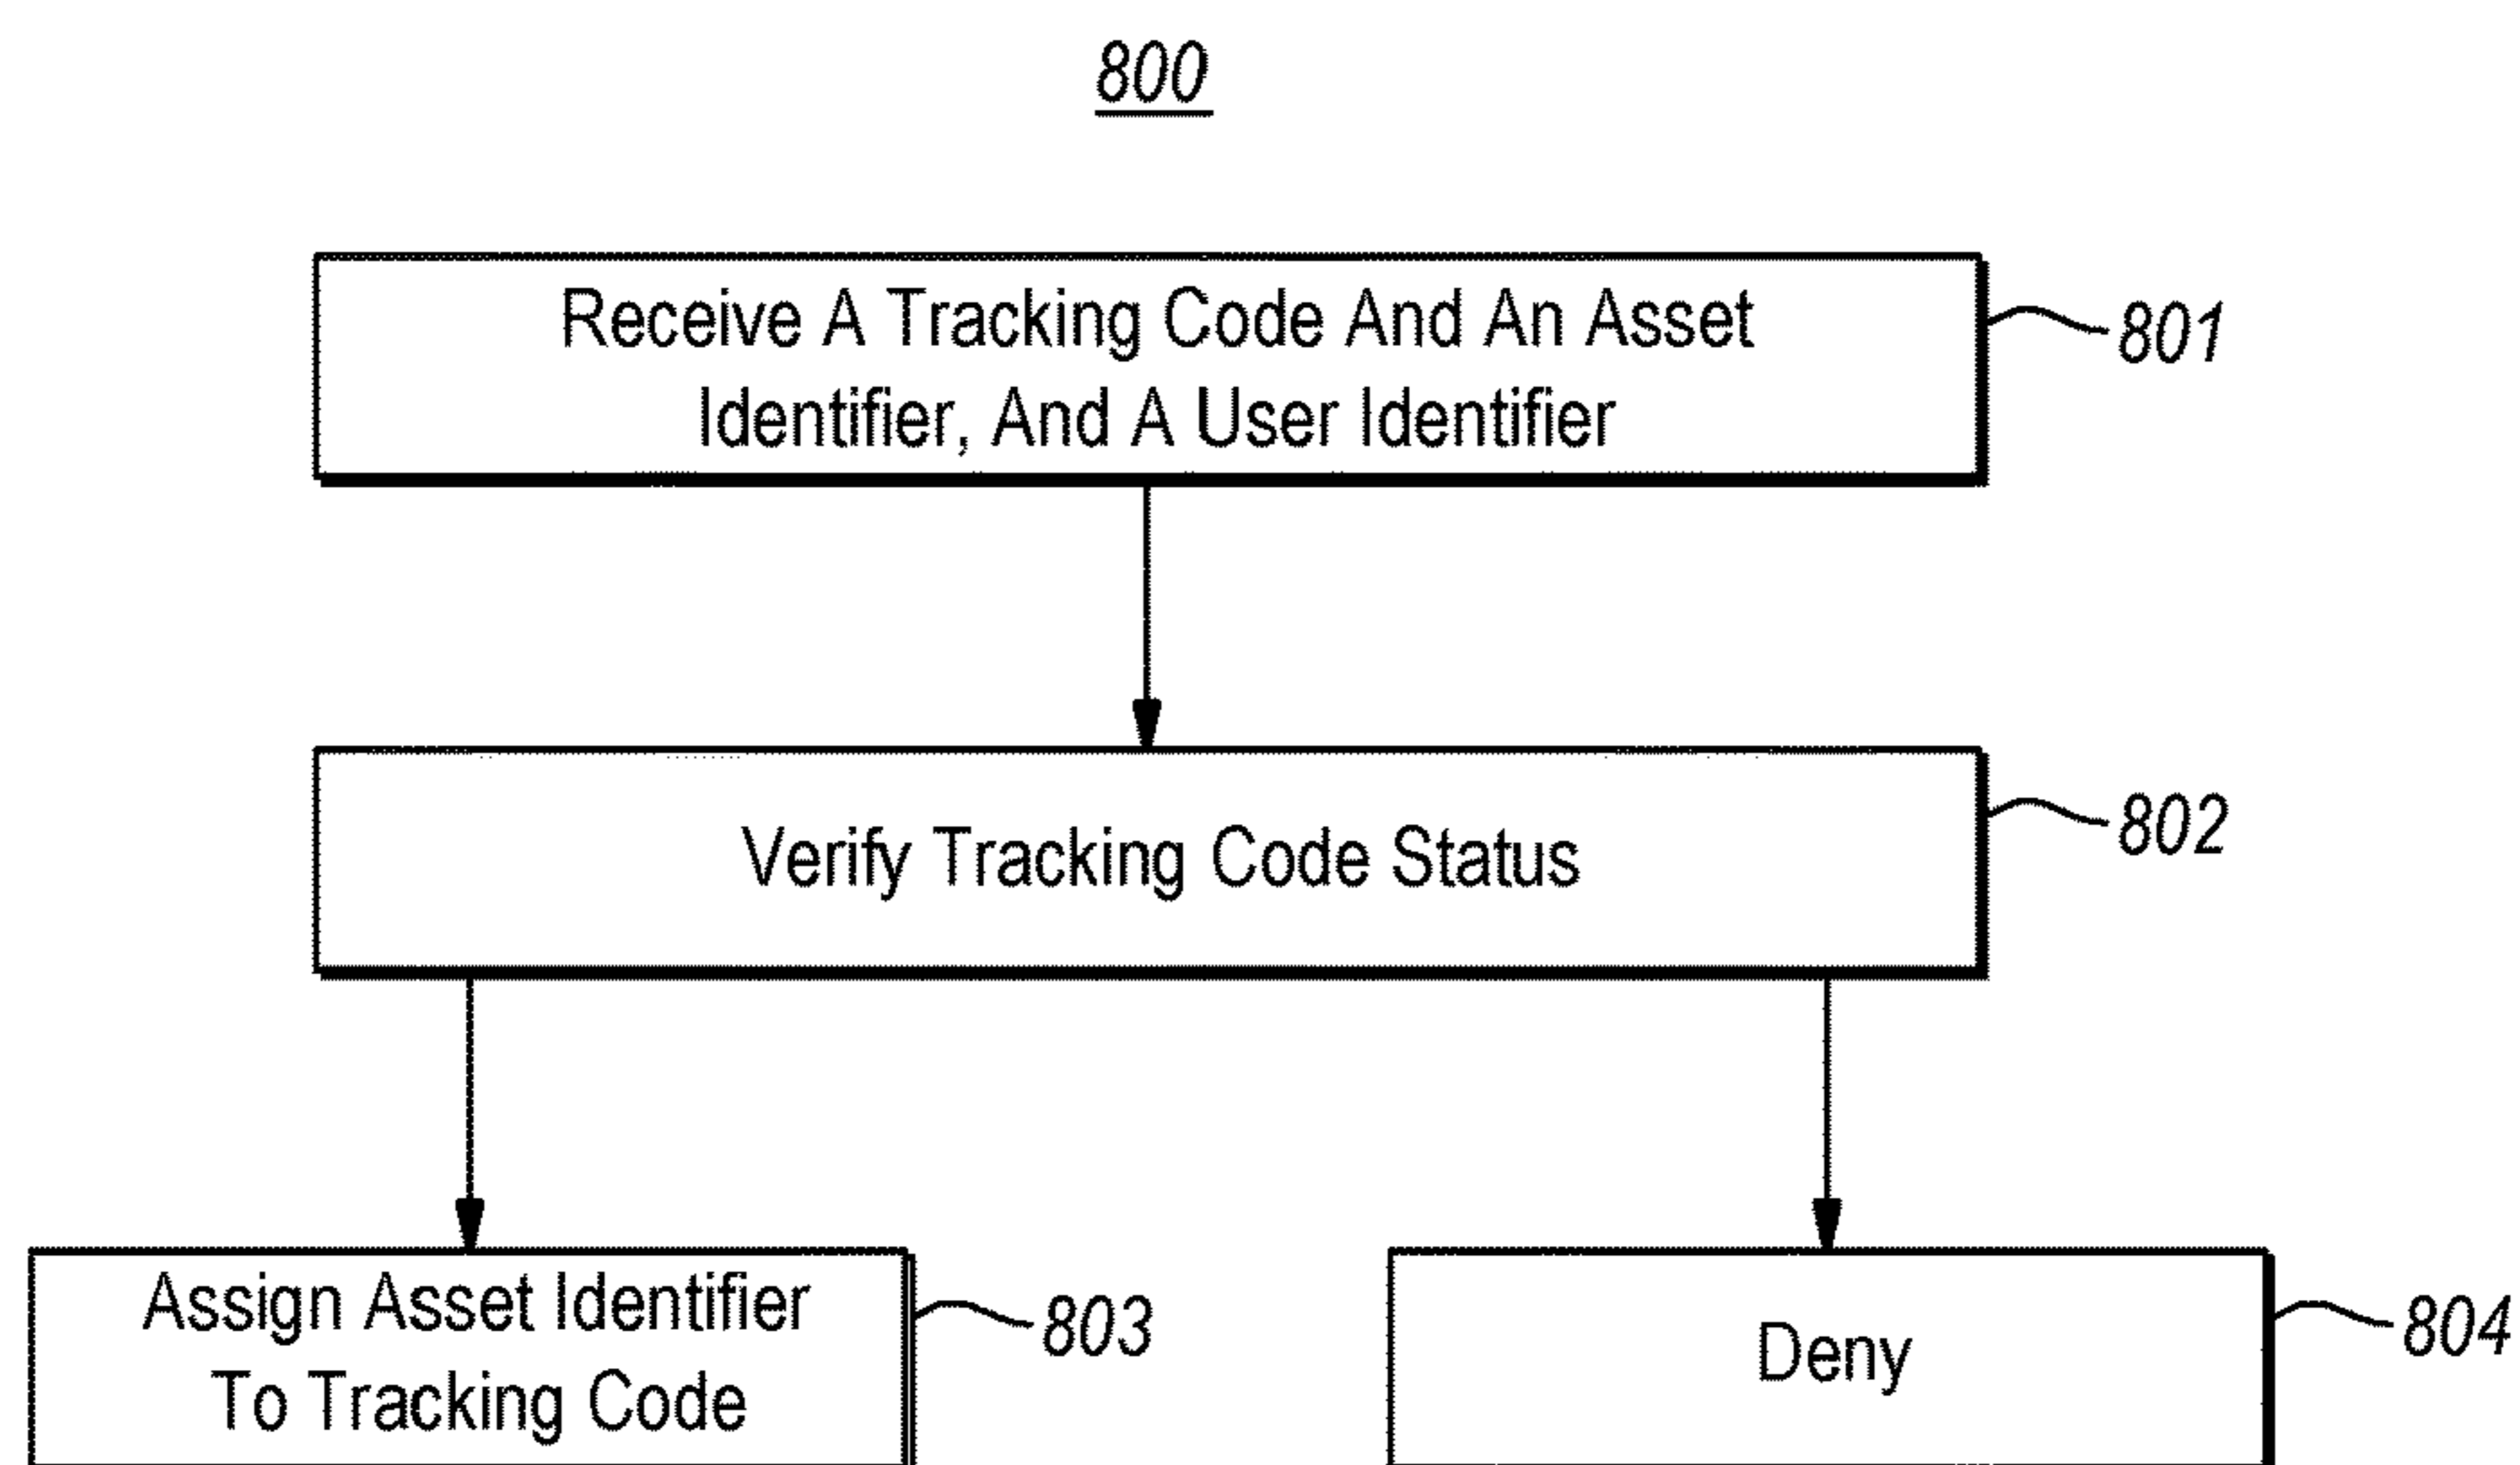 800
Receive A Tracking Code And An Asset
Identifier, And A User Identifier
801
Verify Tracking Code Status
802
Assign Asset Identifier
To Tracking Code
803
Deny
804